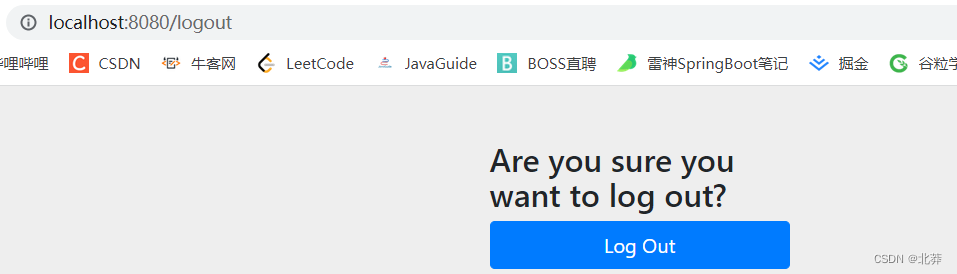 localhost:8080/logout
哔哩哔哩 CSDN 牛客网 LeetCode JavaGuide BOSS直聘 雷神SpringBoot笔记 掘金 谷粒学
Are you sure you
want to log out?
Log Out
CSDN @北莽